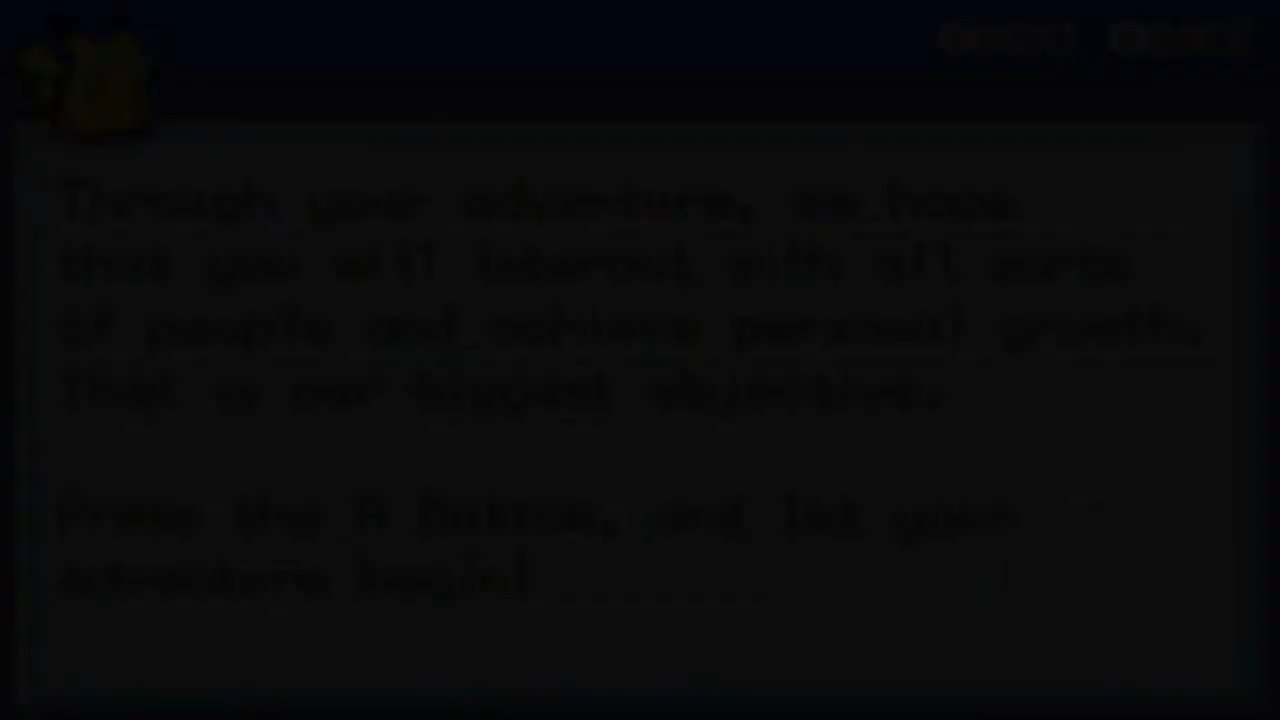 Through your adventure, we hope
that you will interact with all sorts
of people and achieve personal growth.
That is our biggest objective.
Press the A Button, and let your
adventure begin!